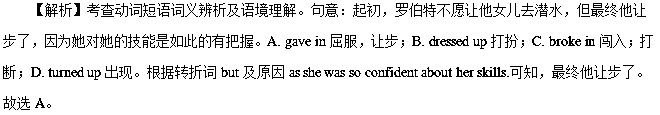 【解析】考查动词短语词义辨析及语境理解。句意：起初，罗伯特不愿让他女儿去潜水，但最终他让
步了，因为她对她的技能是如此的有把握。A. gave in 屈服，让步；B. dressed up 打扮；C. broke in 闯入；打
断；D. turned up 出现。根据转折词 but 及原因 as she was so confident about her skills.可知，最终他让步了。
故选 A。